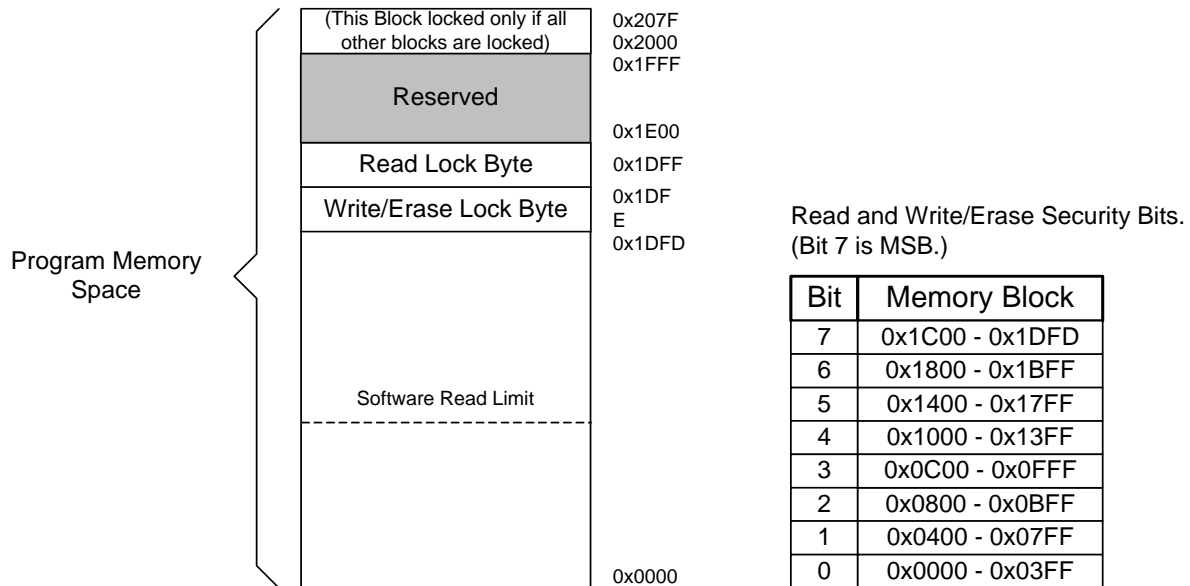 (This Block locked only if all
other blocks are locked)
0x207F
0x2000
0x1FFF
Reserved
0x1E00
Read Lock Byte
0x1DFF
Write/Erase Lock Byte
0x1DF
E
0x1DFD
Program Memory
Space
Software Read Limit
0x0000
Read and Write/Erase Security Bits.
(Bit 7 is MSB.)
Bit Memory Block
7 0x1C00 - 0x1DFD
6 0x1800 - 0x1BFF
5 0x1400 - 0x17FF
4 0x1000 - 0x13FF
3 0x0C00 - 0x0FFF
2 0x0800 - 0x0BFF
1 0x0400 - 0x07FF
0 0x0000 - 0x03FF